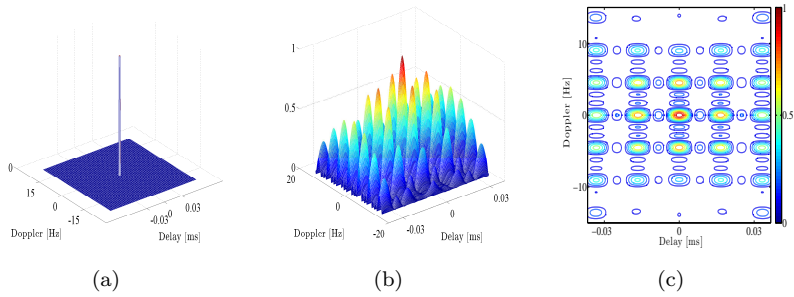 0
15
0
-15
-0.03
0
0.03
Doppler [Hz]
Delay [ms]
(a)
1
0.5
0
20
0
-20
-0.03
0
0.03
Doppler [Hz]
Delay [ms]
(b)
10
0
-10
-0.03
0
0.03
Doppler [Hz]
Delay [ms]
1
0.5
0
(c)